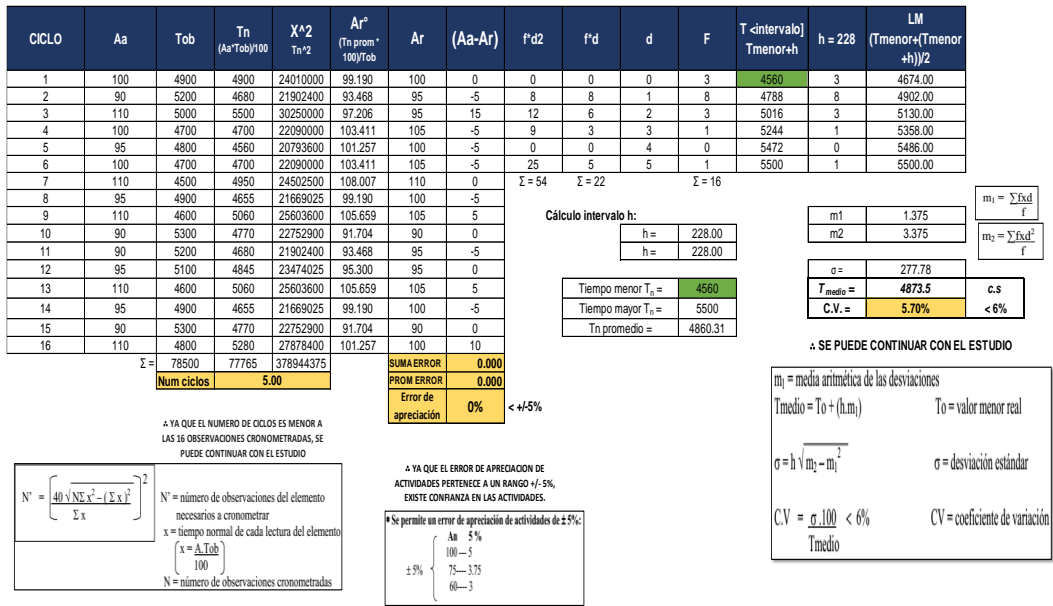 CICLO Aa Tob Tn (Aa*Tob)/100 X^2 Tn^2 Arº (Tn prom * 100)/Tob Ar (Aa-Ar) f*d2 f*d d F T <intervalo] Tmenor+h h = 228 LM (Tmenor+(Tmenor +h))/2
1 100 4900 4900 24010000 99.190 100 0 0 0 0 3 4560 3 4674.00
2 90 5200 4680 21902400 93.468 95 -5 8 8 1 8 4788 8 4902.00
3 110 5000 5500 30250000 97.206 95 15 12 6 2 3 5016 3 5130.00
4 100 4700 4700 22090000 103.411 105 -5 9 3 3 1 5244 1 5358.00
5 95 4800 4560 20793600 101.257 100 -5 0 0 4 0 5472 0 5486.00
6 100 4700 4700 22090000 103.411 105 -5 25 5 5 1 5500 1 5500.00
7 110 4500 4950 24502500 108.007 110 0 Σ = 54 Σ = 22 Σ = 16
8 95 4900 4655 21669025 99.190 100 -5
9 110 4600 5060 25603600 105.659 105 5
10 90 5300 4770 22752900 91.704 90 0
11 90 5200 4680 21902400 93.468 95 -5
12 95 5100 4845 23474025 95.300 95 0
13 110 4600 5060 25603600 105.659 105 5
14 95 4900 4655 21669025 99.190 100 -5
15 90 5300 4770 22752900 91.704 90 0
16 110 4800 5280 27878400 101.257 100 10
Σ = 78500 77765 378944375 SUMA ERROR 0.000
Num ciclos 5.00 PROM ERROR 0.000
Error de apreciación 0% < +/-5%
Cálculo intervalo h:
h = 228.00
h = 228.00
Tiempo menor Tn = 4560
Tiempo mayor Tn = 5500
Tn promedio = 4860.31
m1 1.375
m2 3.375
m₁ = ∑fxd
f
m₂ = ∑fxd²
f
σ = 277.78
Tmedio = 4873.5 c.s
C.V. = 5.70% < 6%
∴ SE PUEDE CONTINUAR CON EL ESTUDIO
m₁ = media aritmética de las desviaciones
Tmedio = To + (h.m₁) To = valor menor real
σ = h √ m₂ – m₁² σ = desviación estándar
C.V = σ .100 < 6% CV = coeficiente de variación
Tmedio
∴ YA QUE EL NUMERO DE CICLOS ES MENOR A
LAS 16 OBSERVACIONES CRONOMETRADAS, SE
PUEDE CONTINUAR CON EL ESTUDIO
N' = [ 40 √ NΣ x² – ( Σ x )² ]²
Σ x
N' = número de observaciones del elemento
necesarios a cronometrar
x = tiempo normal de cada lectura del elemento
( x = A.Tob
100 )
N = número de observaciones cronometradas
∴ YA QUE EL ERROR DE APRECIACION DE
ACTIVIDADES PERTENECE A UN RANGO +/- 5%,
EXISTE CONFIANZA EN LAS ACTIVIDADES.
* Se permite un error de apreciación de actividades de ± 5%:
An 5 %
100 --- 5
± 5% 75---- 3.75
60---- 3